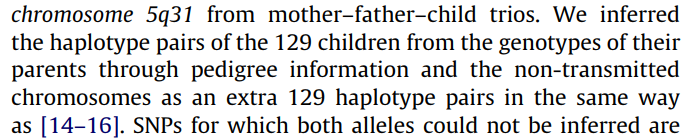 chromosome 5q31 from mother–father–child trios. We inferred
the haplotype pairs of the 129 children from the genotypes of their
parents through pedigree information and the non-transmitted
chromosomes as an extra 129 haplotype pairs in the same way
as [14–16]. SNPs for which both alleles could not be inferred are